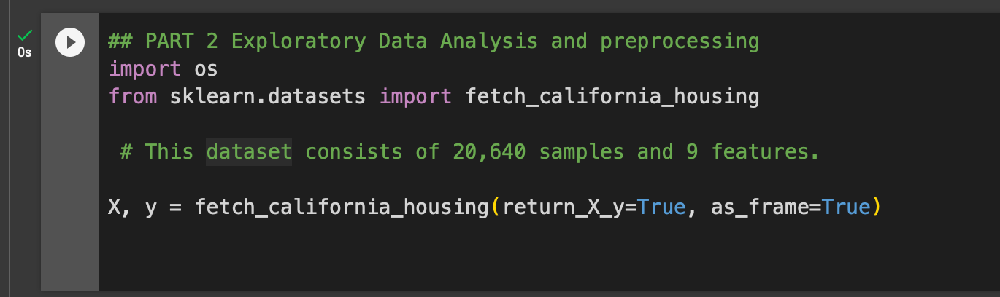 ## PART 2 Exploratory Data Analysis and preprocessing
import os
from sklearn.datasets import fetch_california_housing
# This dataset consists of 20,640 samples and 9 features.
X, y = fetch_california_housing(return_X_y=True, as_frame=True)
0s